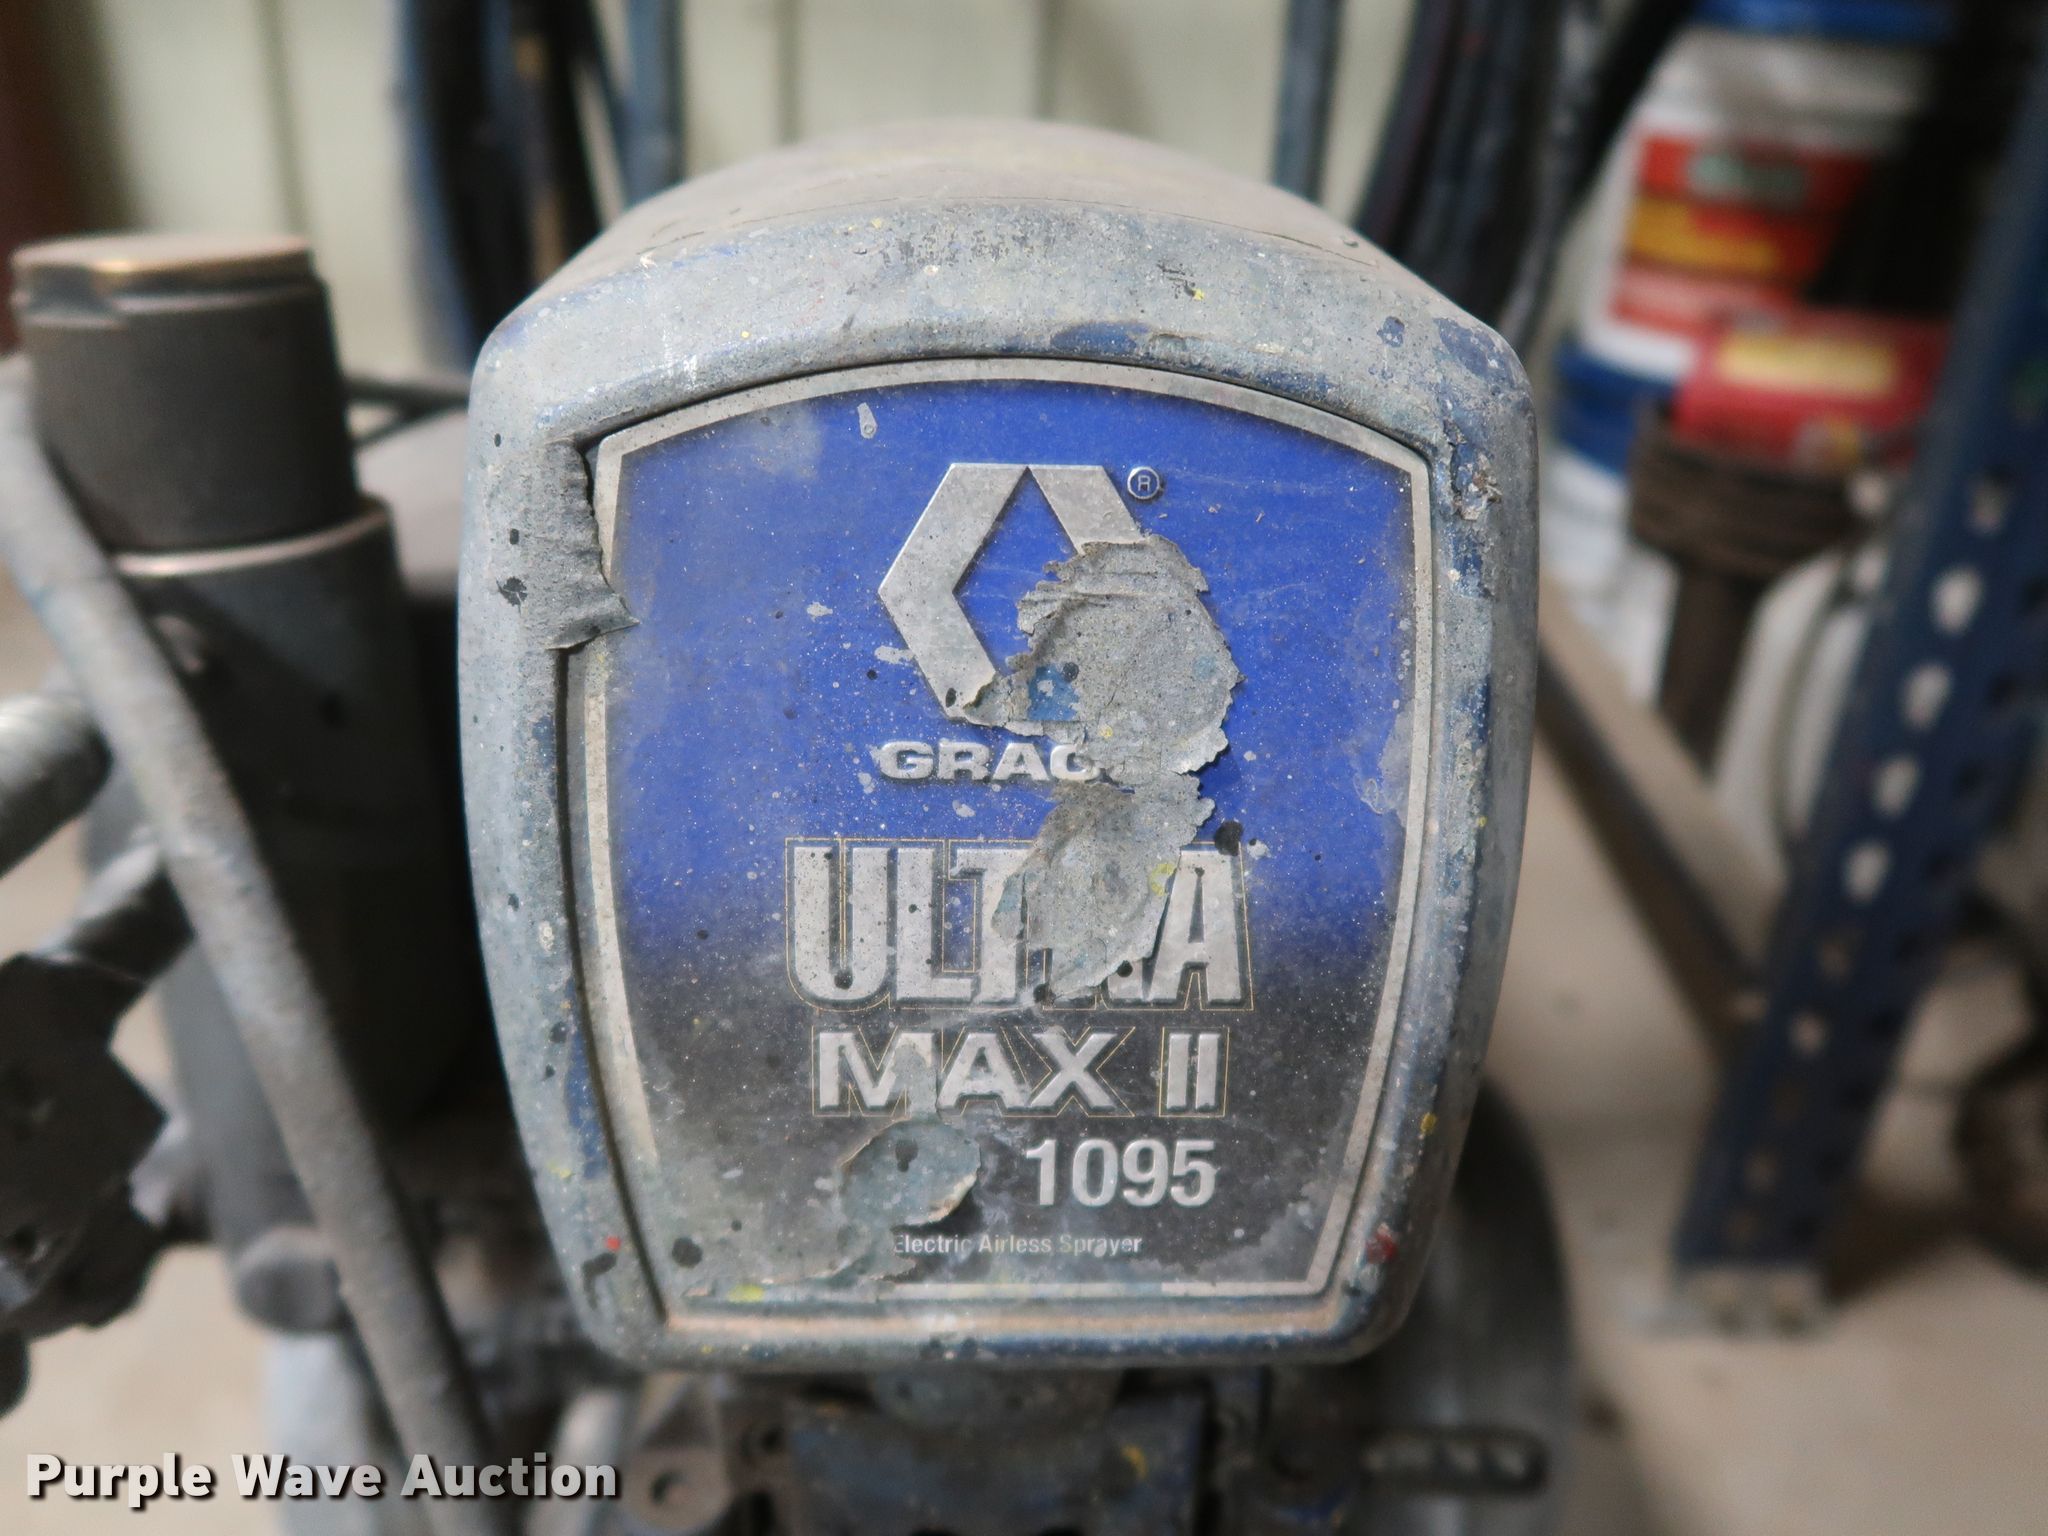 ®
GRAC
ULTRA
MAX II
1095
Electric Airless Sprayer
Purple Wave Auction